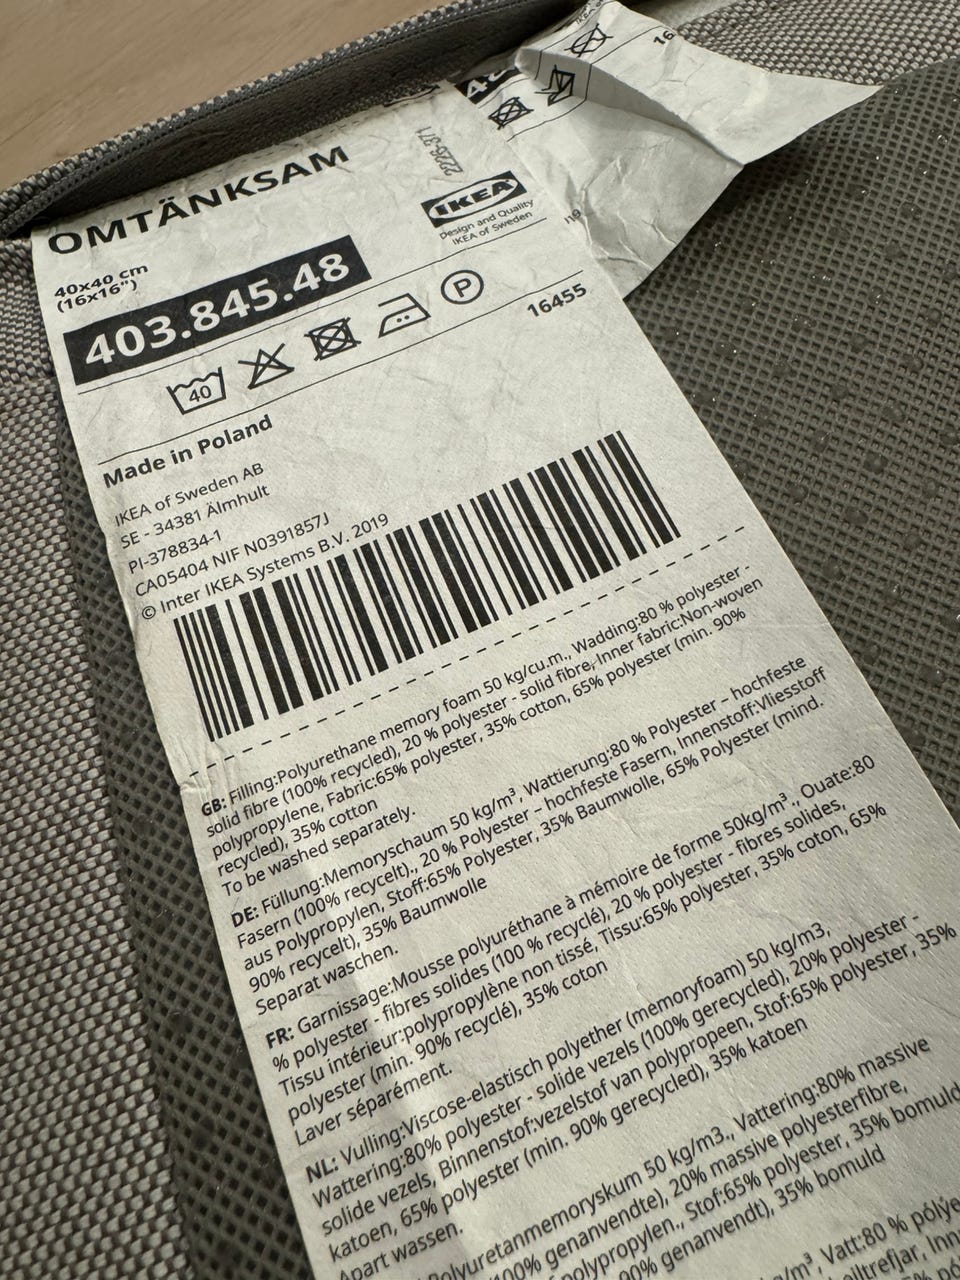 OMTÄNKSAM
2226-371
IKEA
Design and Quality
IKEA of Sweden
40x40 cm
(16x16")
403.845.48
40
P
16455
Made in Poland
IKEA of Sweden AB
SE - 34381 Älmhult
PI-378834-1
CA05404 NIF N0391857J
© Inter IKEA Systems B.V. 2019
GB: Filling:Polyurethane memory foam 50 kg/cu.m., Wadding:80 % polyester -
solid fibre (100% recycled), 20 % polyester - solid fibre, Inner fabric:Non-woven
polypropylene, Fabric:65% polyester, 35% cotton, 65% polyester (min. 90%
recycled), 35% cotton
To be washed separately.
DE: Füllung:Memoryschaum 50 kg/m³, Wattierung:80 % Polyester – hochfeste
Fasern (100% recycelt)., 20 % Polyester – hochfeste Fasern, Innenstoff:Vliesstoff
aus Polypropylen, Stoff:65% Polyester, 35% Baumwolle, 65% Polyester (mind.
90% recycelt), 35% Baumwolle
Separat waschen.
FR: Garnissage:Mousse polyuréthane à mémoire de forme 50kg/m³ ., Ouate:80
% polyester - fibres solides (100 % recyclé), 20 % polyester - fibres solides,
Tissu intérieur:polypropylène non tissé, Tissu:65% polyester, 35% coton, 65%
polyester (min. 90% recyclé), 35% coton
Laver séparément.
NL: Vulling:Viscose-elastisch polyether (memoryfoam) 50 kg/m3,
Wattering:80% polyester - solide vezels (100% gerecycled), 20% polyester -
solide vezels, Binnenstof:vezelstof van polypropeen, Stof:65% polyester, 35%
katoen, 65% polyester (min. 90% gerecycled), 35% katoen
Apart wassen.
Polyuretanmemoryskum 50 kg/m3., Vattering:80% massive
100% genanvendte), 20% massive polyesterfibre,
polypropylen., Stof:65% polyester, 35% bomuld
90% genanvendt), 35% bomuld
Vatt:80 %
16
19